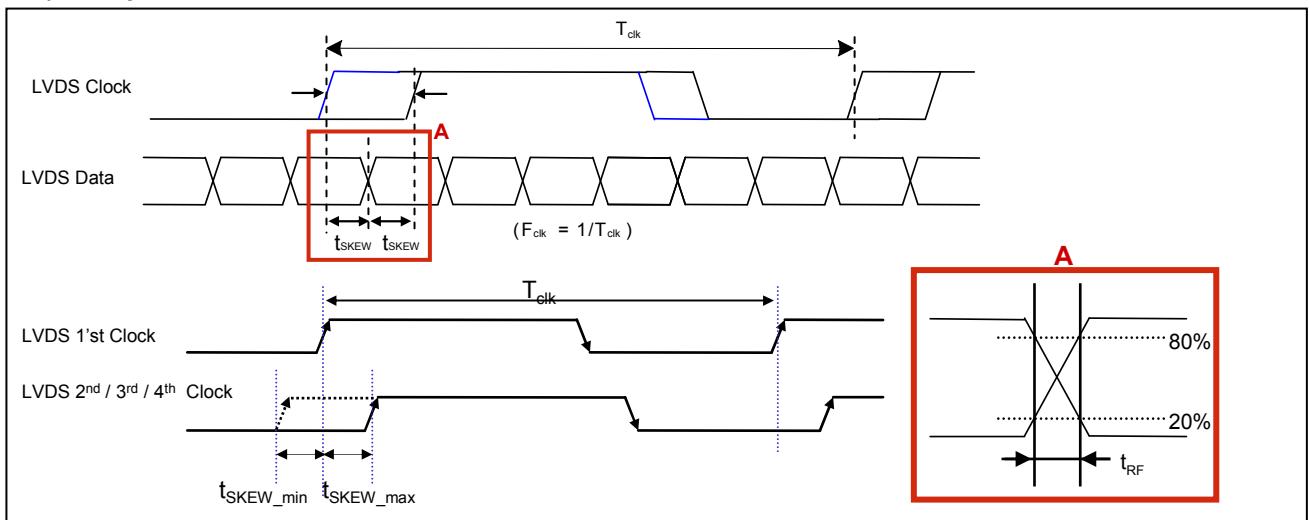 Tclk
LVDS Clock
A
LVDS Data
tSKEW tSKEW
(Fclk = 1/Tclk)
A
Tclk
LVDS 1'st Clock
80%
LVDS 2nd / 3rd / 4th Clock
20%
tRF
tSKEW_min tSKEW_max